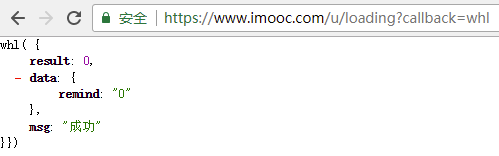 安全 https://www.imooc.com/u/loading?callback=whl
whl( {
result: 0,
- data: {
remind: "0"
},
msg: "成功"
}})